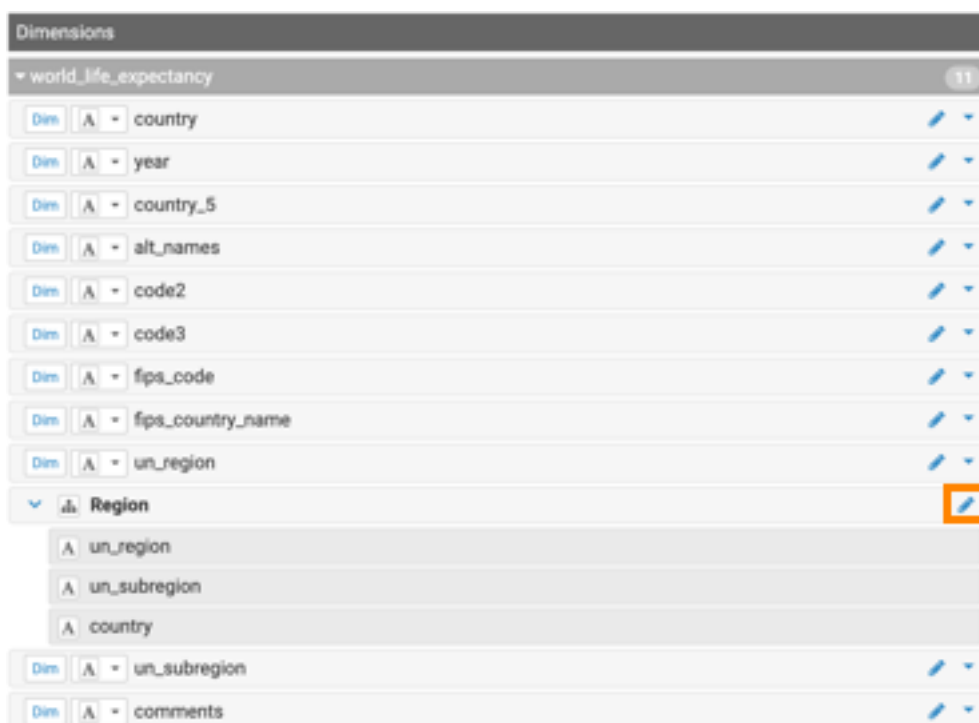 Dimensions
world_life_expectancy 11
Dim A country
Dim A year
Dim A country_5
Dim A alt_names
Dim A code2
Dim A code3
Dim A fips_code
Dim A fips_country_name
Dim A un_region
Region
A un_region
A un_subregion
A country
Dim A un_subregion
Dim A comments